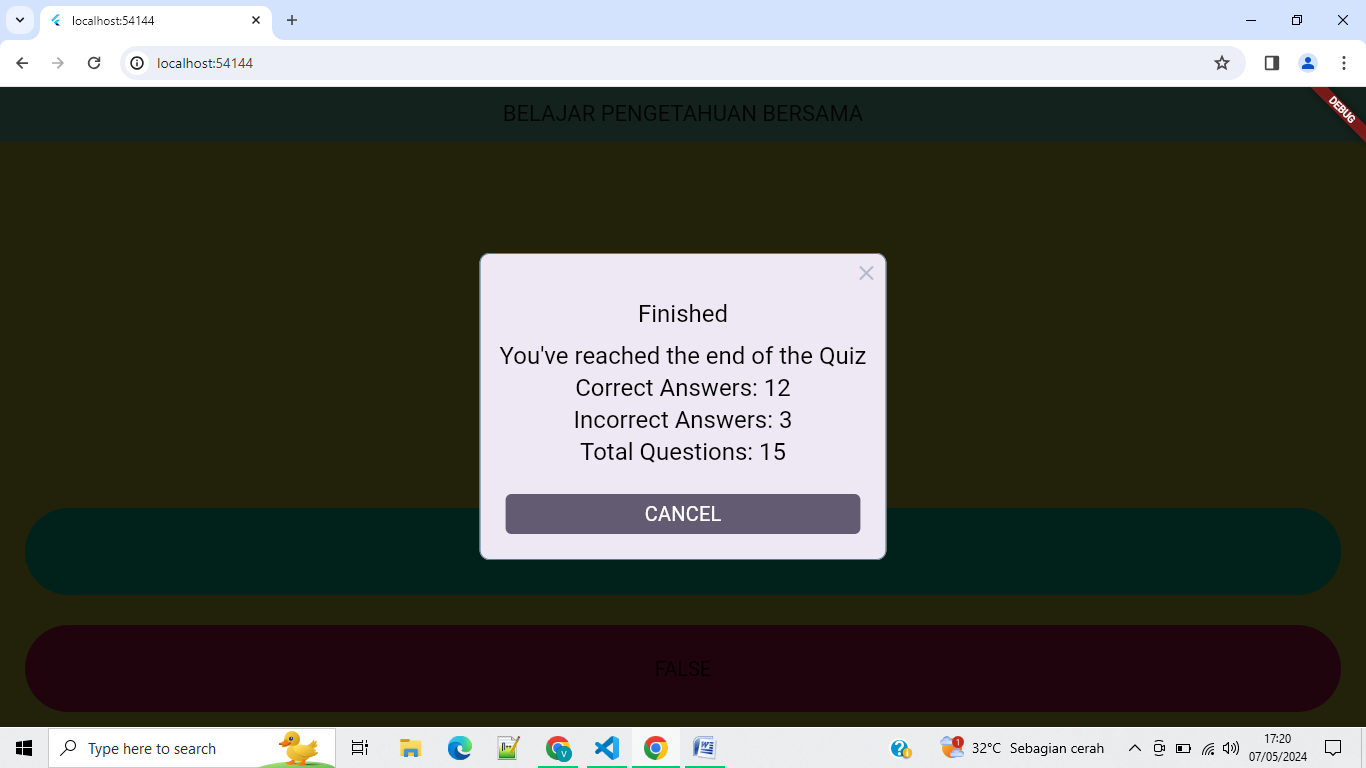 localhost:54144
localhost:54144
BELAJAR PENGETAHUAN BERSAMA
DEBUG
Finished
You've reached the end of the Quiz
Correct Answers: 12
Incorrect Answers: 3
Total Questions: 15
CANCEL
FALSE
Type here to search
V
1
32°C Sebagian cerah
17:20
07/05/2024